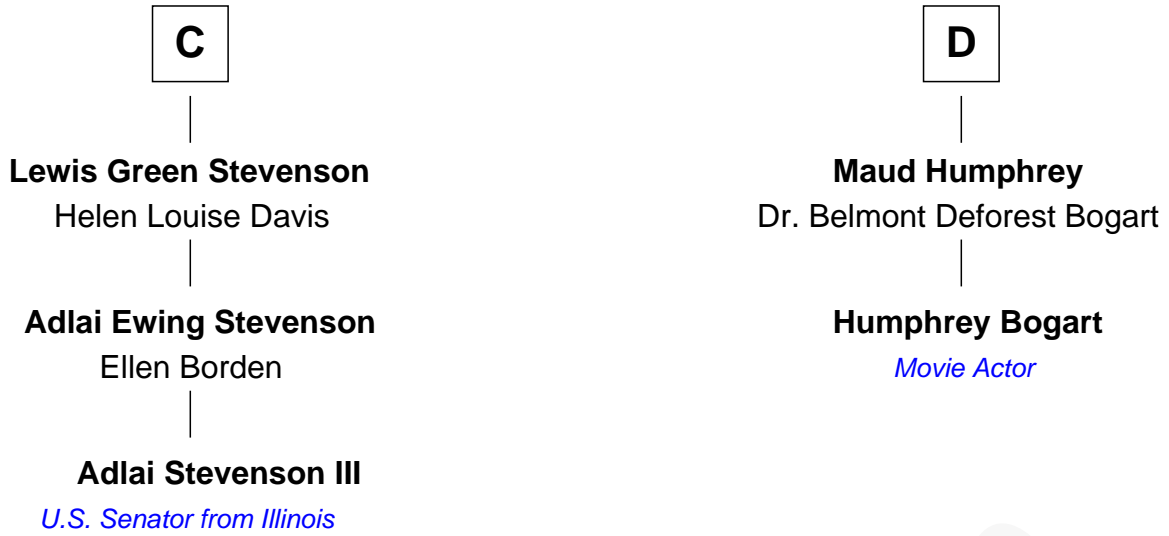 C
Lewis Green Stevenson
Helen Louise Davis
Adlai Ewing Stevenson
Ellen Borden
Adlai Stevenson III
U.S. Senator from Illinois
D
Maud Humphrey
Dr. Belmont Deforest Bogart
Humphrey Bogart
Movie Actor